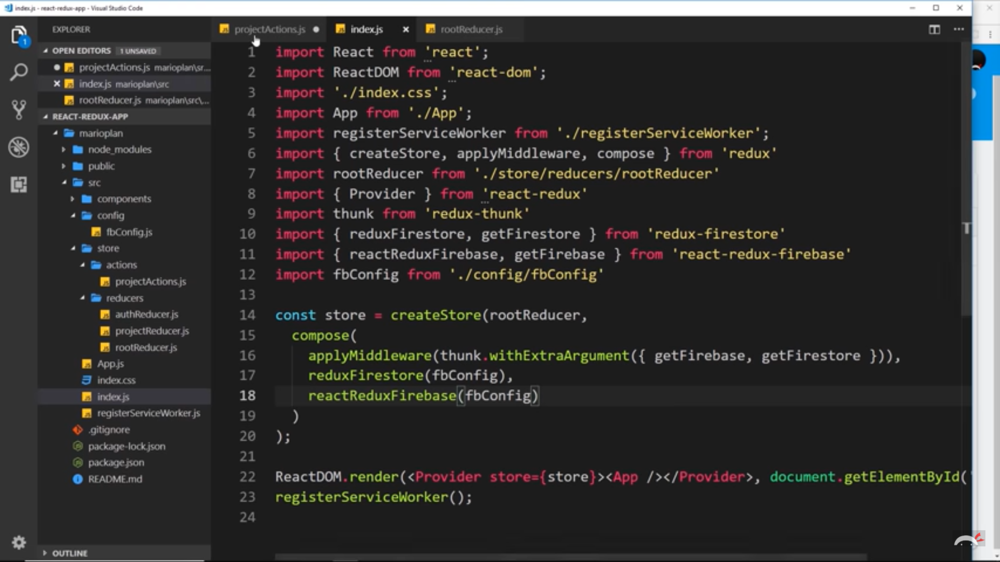 index.js - react-redux-app - Visual Studio Code
EXPLORER
1
OPEN EDITORS 1 UNSAVED
projectActions.js marioplan\sr...
index.js marioplan\src
rootReducer.js marioplan\src\...
REACT-REDUX-APP
marioplan
node_modules
public
src
components
config
fbConfig.js
store
actions
projectActions.js
reducers
authReducer.js
projectReducer.js
rootReducer.js
App.js
index.css
index.js
registerServiceWorker.js
.gitignore
package-lock.json
package.json
README.md
OUTLINE
projectActions.js
index.js
rootReducer.js
1 import React from 'react';
2 import ReactDOM from 'react-dom';
3 import './index.css';
4 import App from './App';
5 import registerServiceWorker from './registerServiceWorker';
6 import { createStore, applyMiddleware, compose } from 'redux'
7 import rootReducer from './store/reducers/rootReducer'
8 import { Provider } from 'react-redux'
9 import thunk from 'redux-thunk'
10 import { reduxFirestore, getFirestore } from 'redux-firestore'
11 import { reactReduxFirebase, getFirebase } from 'react-redux-firebase'
12 import fbConfig from './config/fbConfig'
13
14 const store = createStore(rootReducer,
15 compose(
16 applyMiddleware(thunk.withExtraArgument({ getFirebase, getFirestore })),
17 reduxFirestore(fbConfig),
18 reactReduxFirebase(fbConfig)
19 )
20 );
21
22 ReactDOM.render(<Provider store={store}><App /></Provider>, document.getElementById('
23 registerServiceWorker();
24